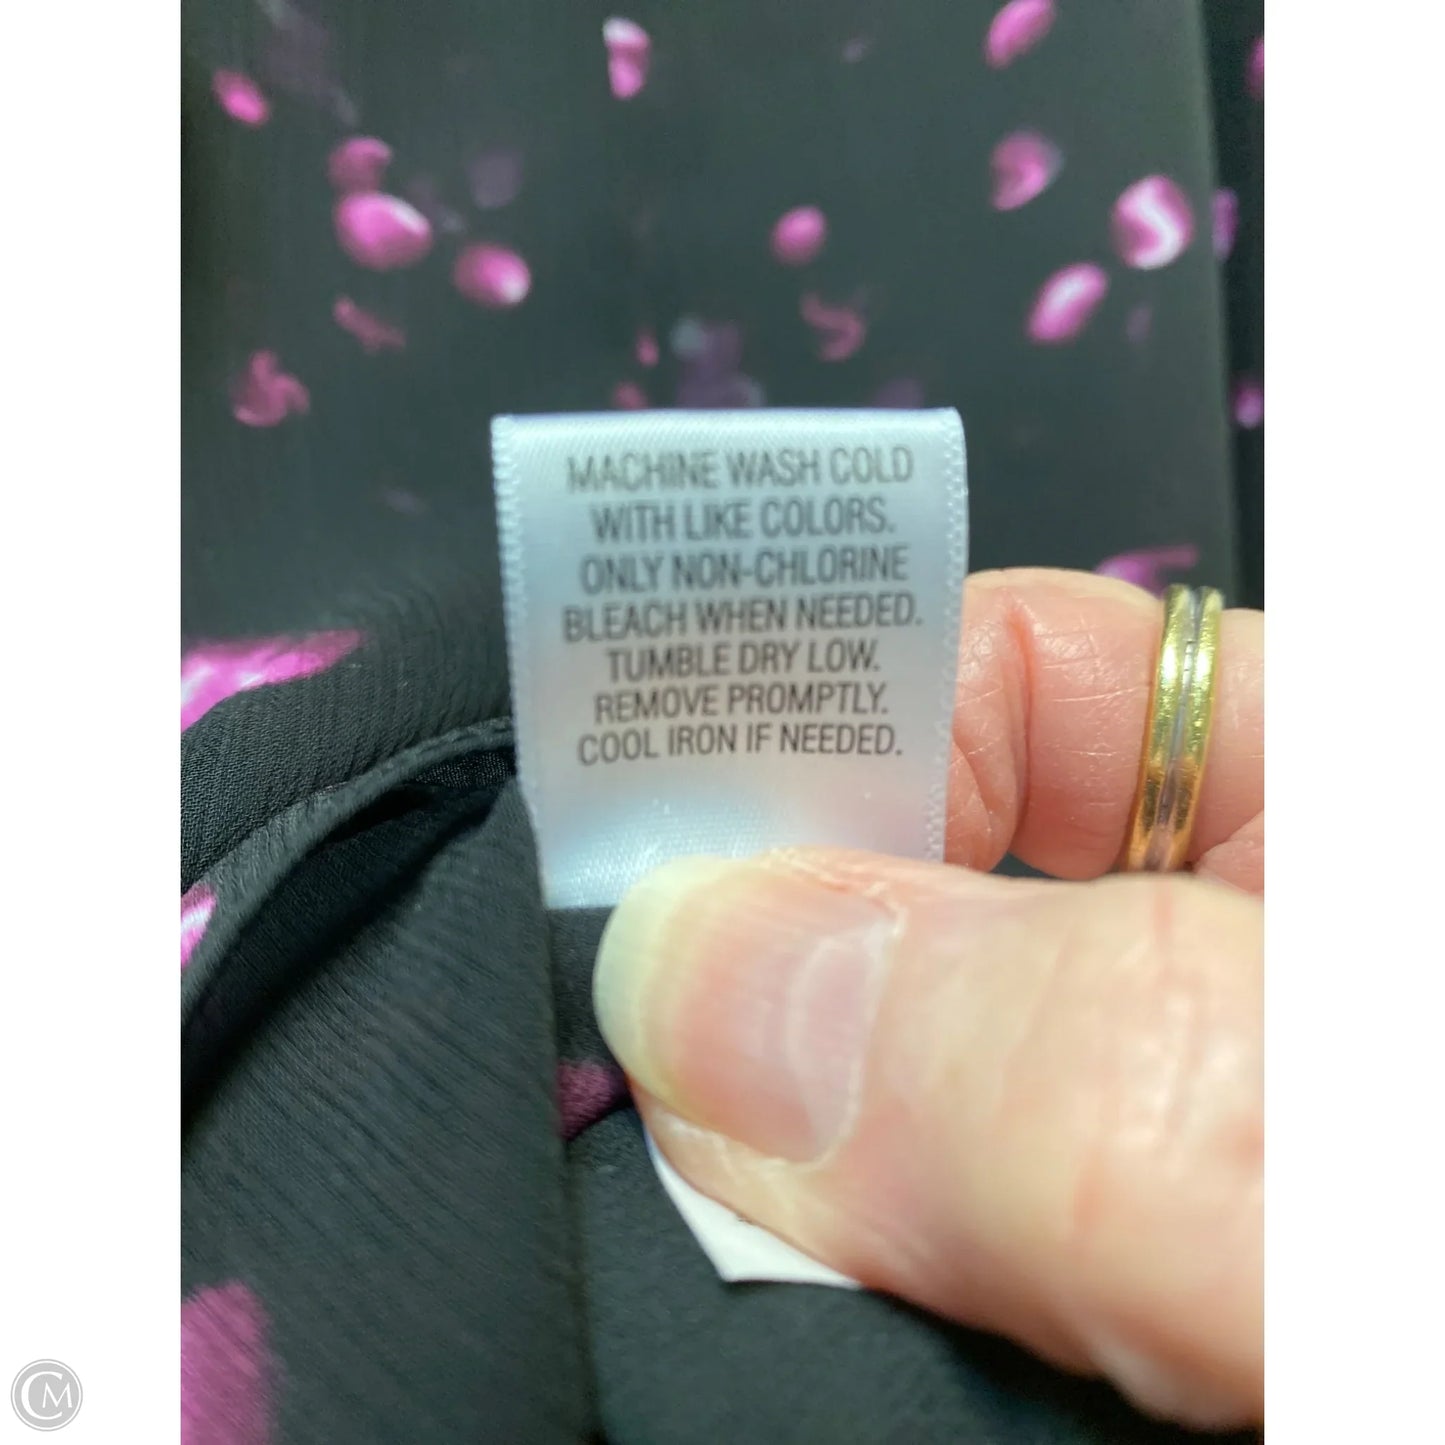 MACHINE WASH COLD
WITH LIKE COLORS.
ONLY NON-CHLORINE
BLEACH WHEN NEEDED.
TUMBLE DRY LOW.
REMOVE PROMPTLY.
COOL IRON IF NEEDED.
CM